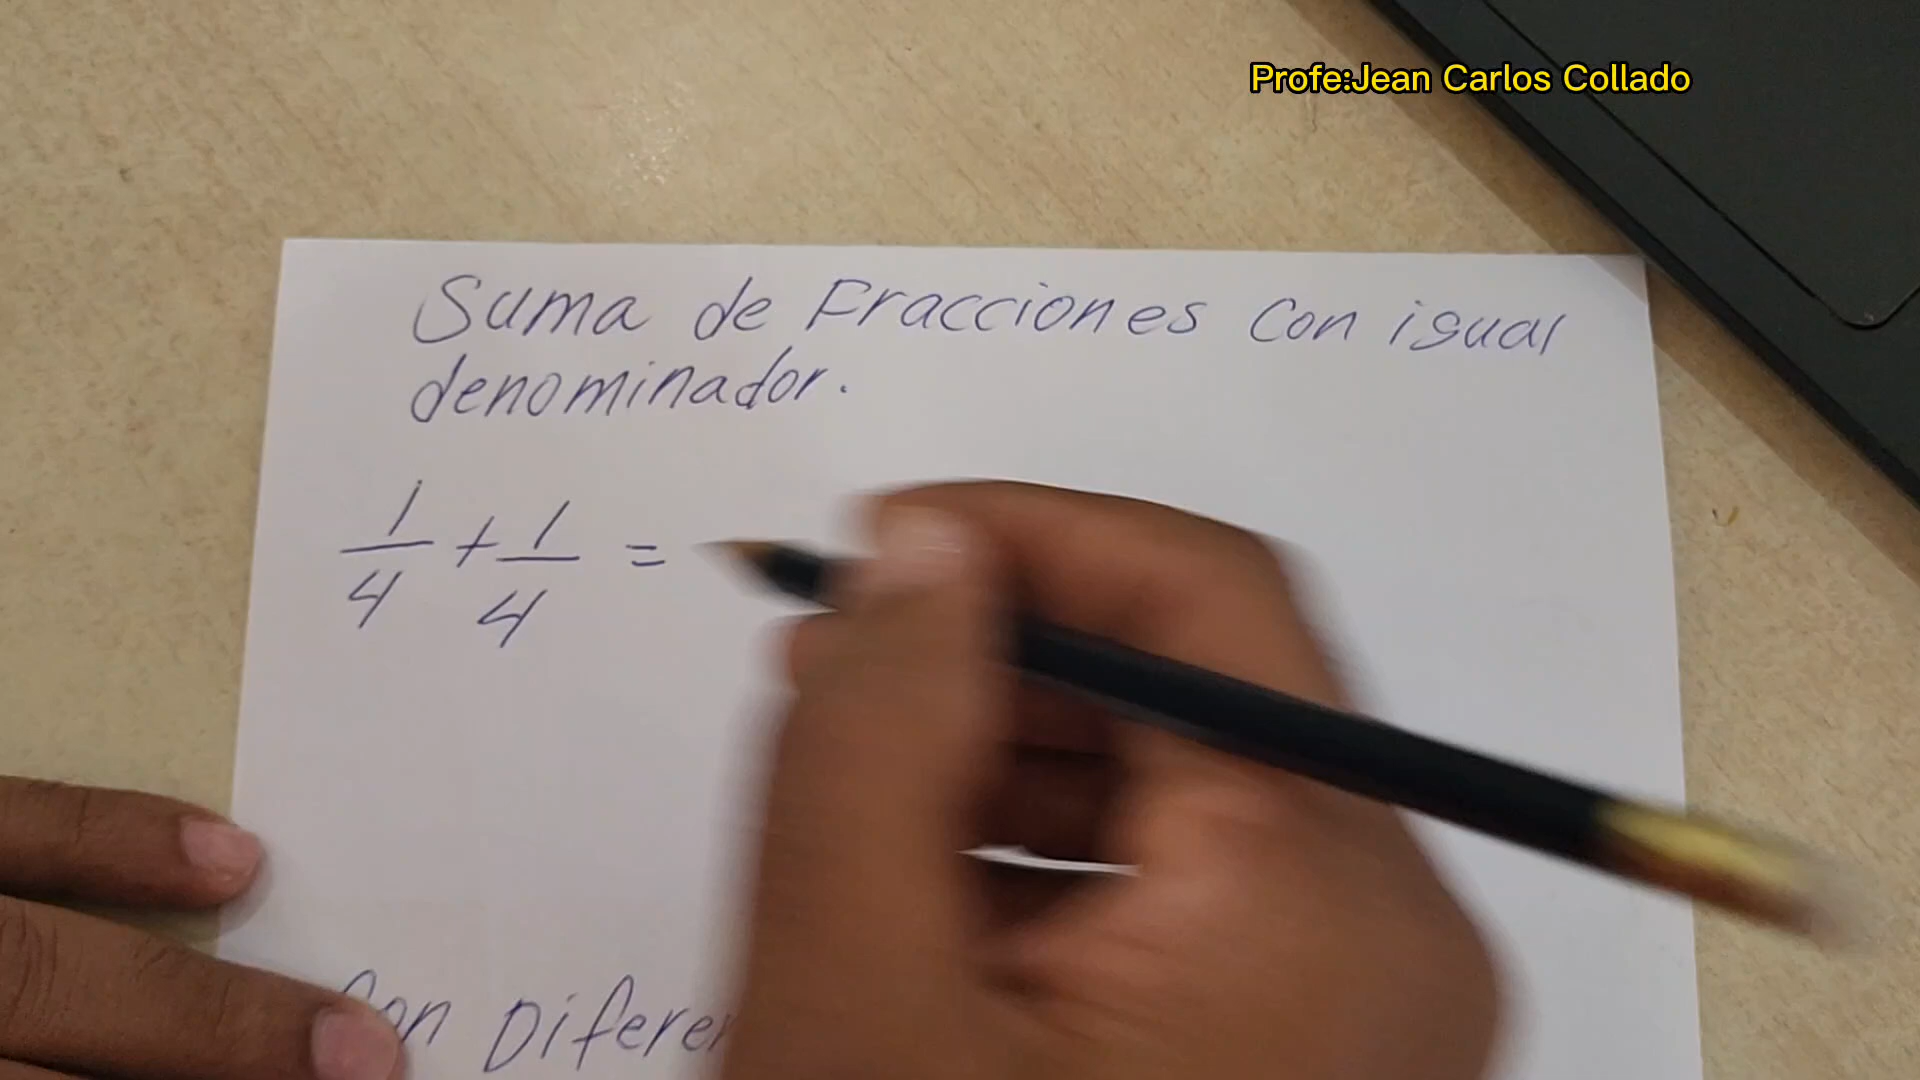 Profe:Jean Carlos Collado
Suma de Fracciones con igual
denominador.
1/4 + 1/4 =